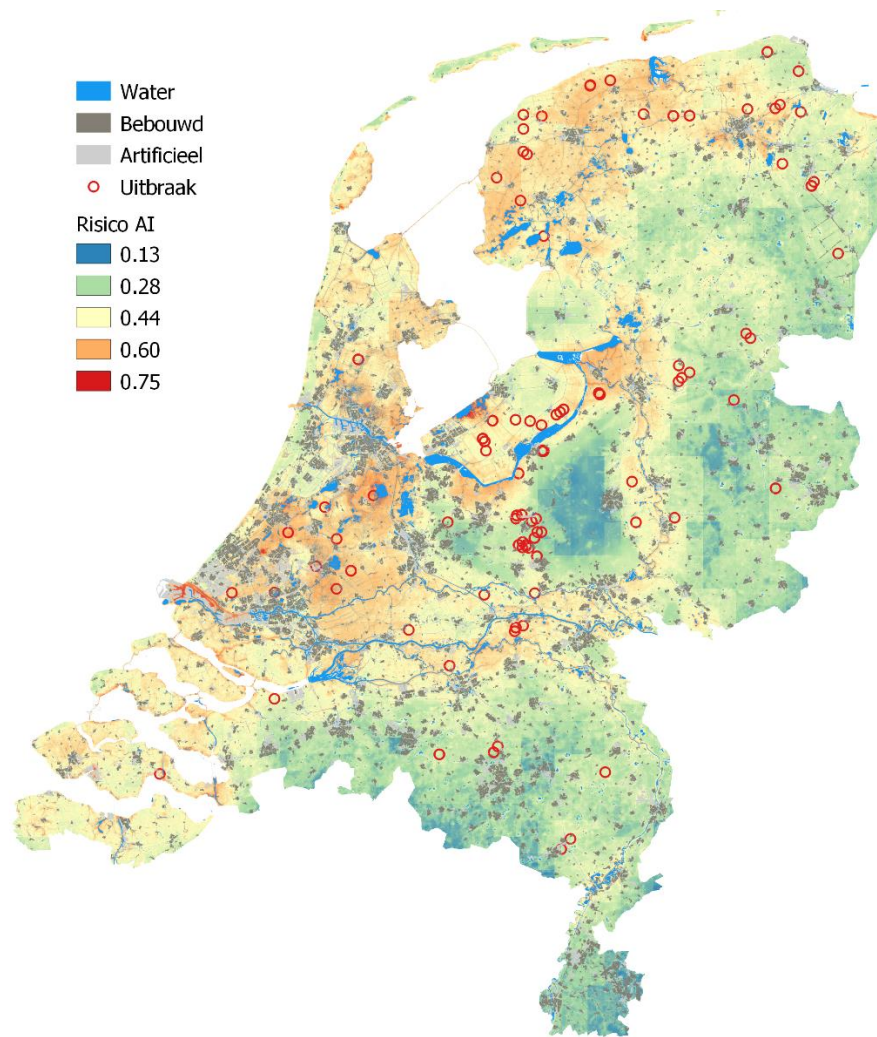 Water
Bebouwd
Artificieel
Uitbraak
Risico AI
0.13
0.28
0.44
0.60
0.75